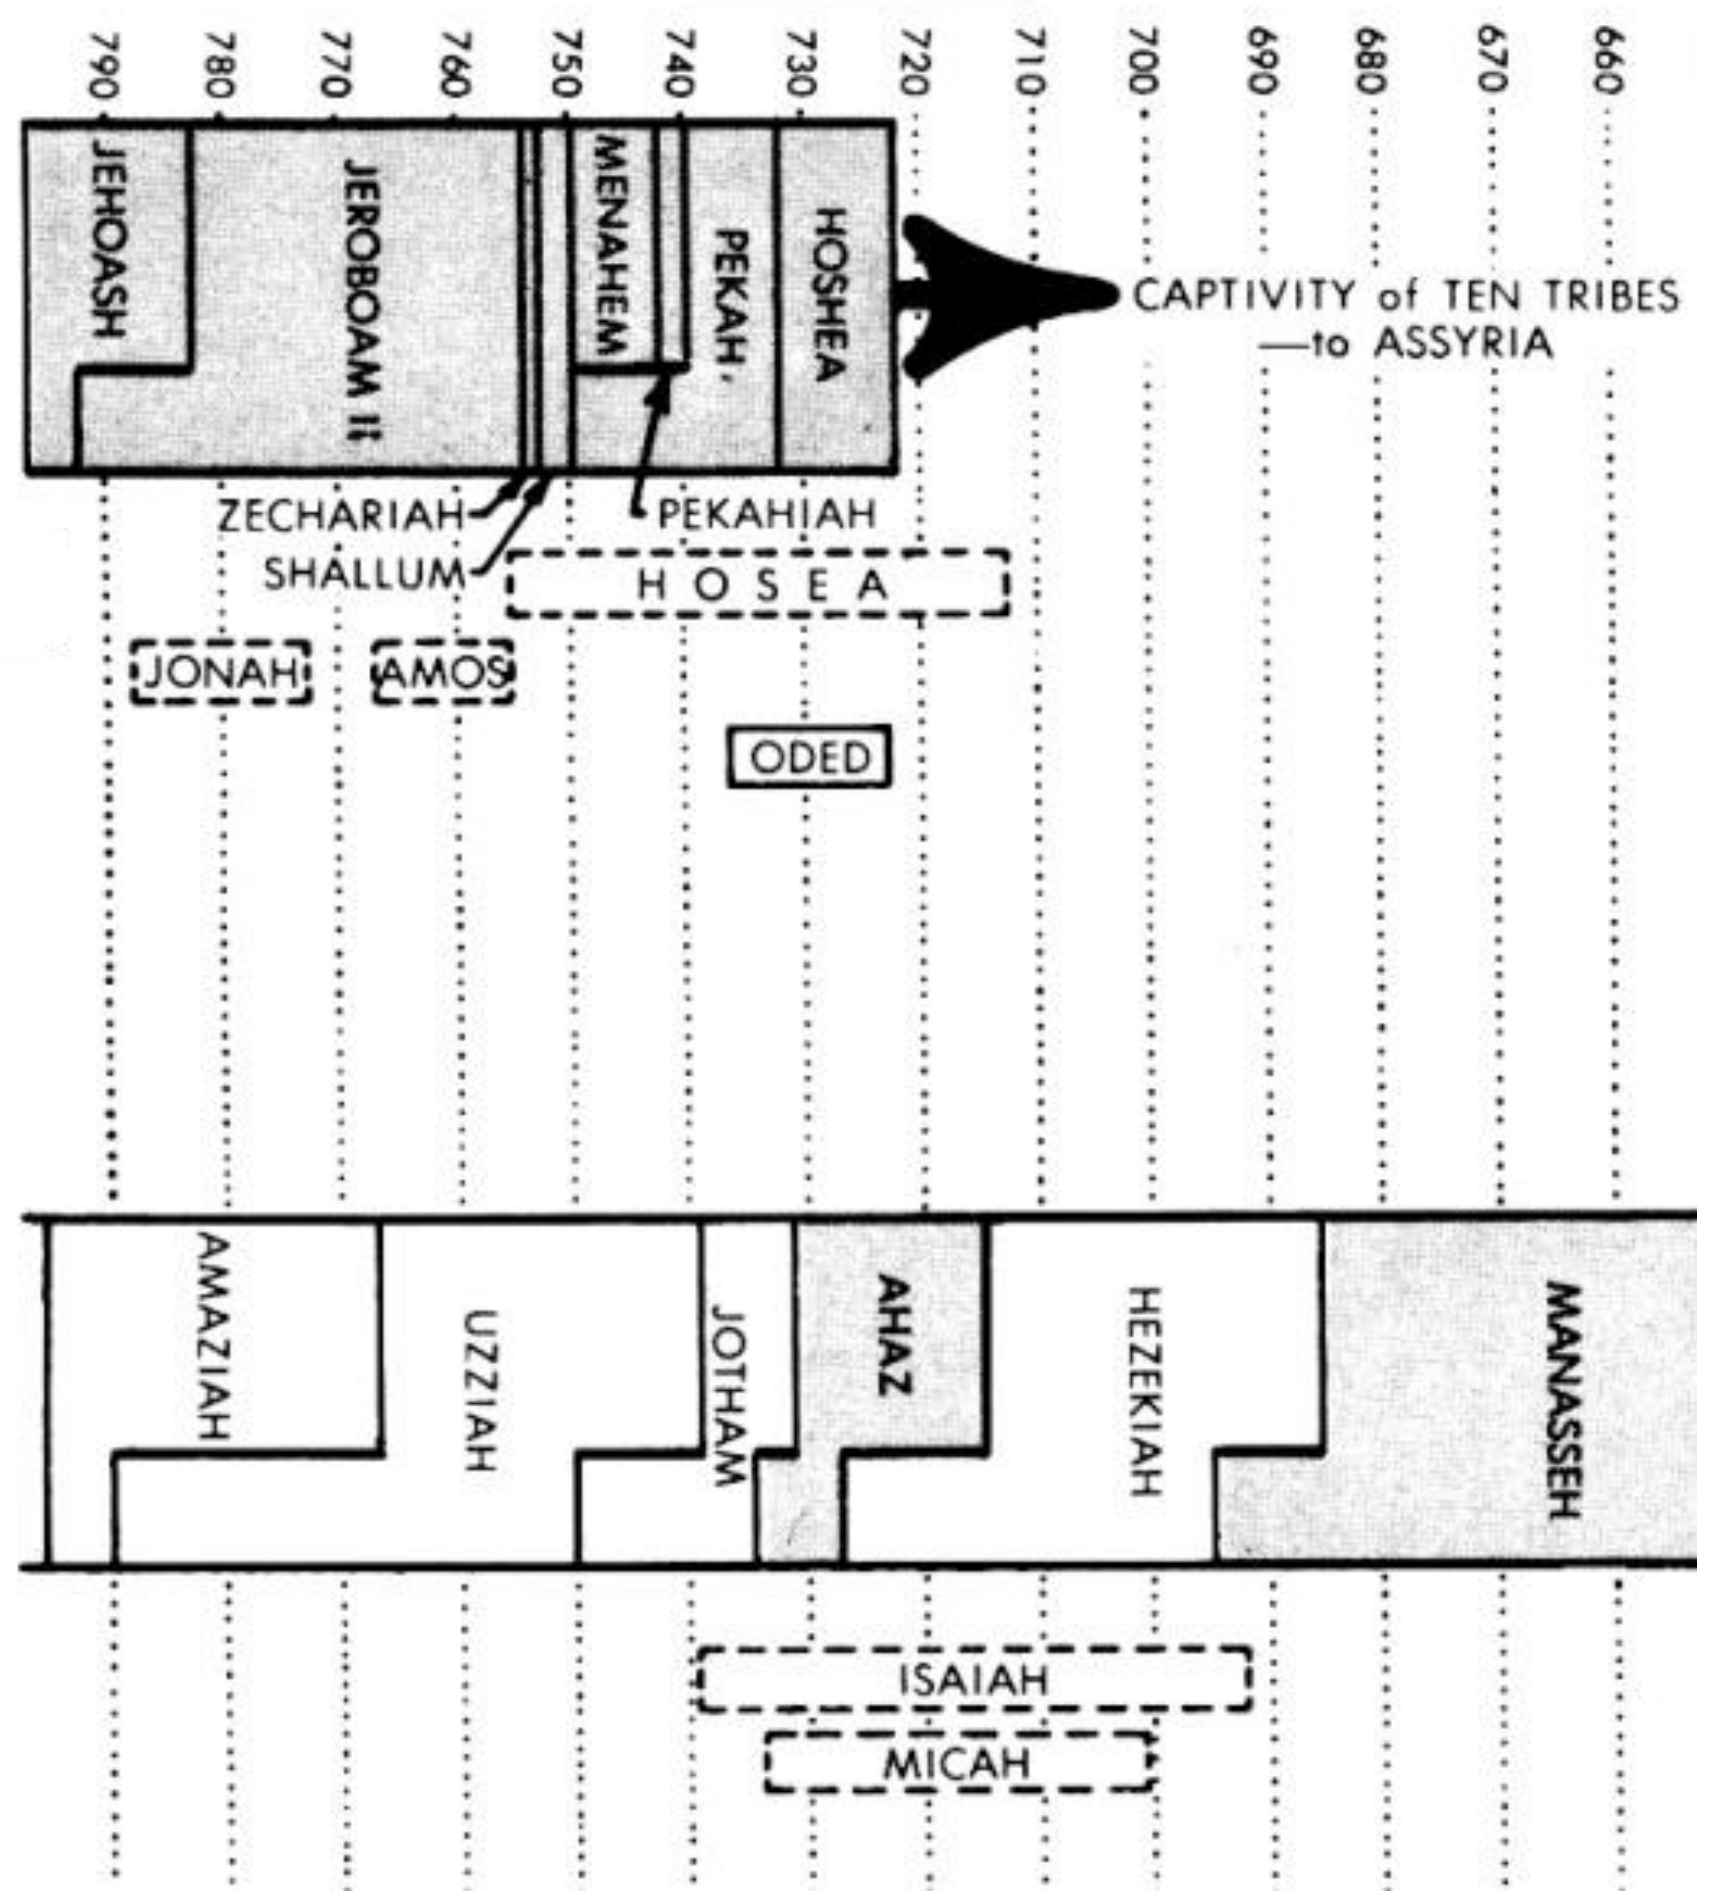 790 780 770 760 750 740 730 720 710 700 690 680 670 660
JEHOASH
JEROBOAM II
MENAHEM
PEKAH
HOSHEA
CAPTIVITY of TEN TRIBES
—to ASSYRIA
ZECHARIAH
PEKAHIAH
SHALLUM
HOSEA
JONAH
AMOS
ODED
AMAZIAH
UZZIAH
JOTHAM
AHAZ
HEZEKIAH
MANASSEH
ISAIAH
MICAH